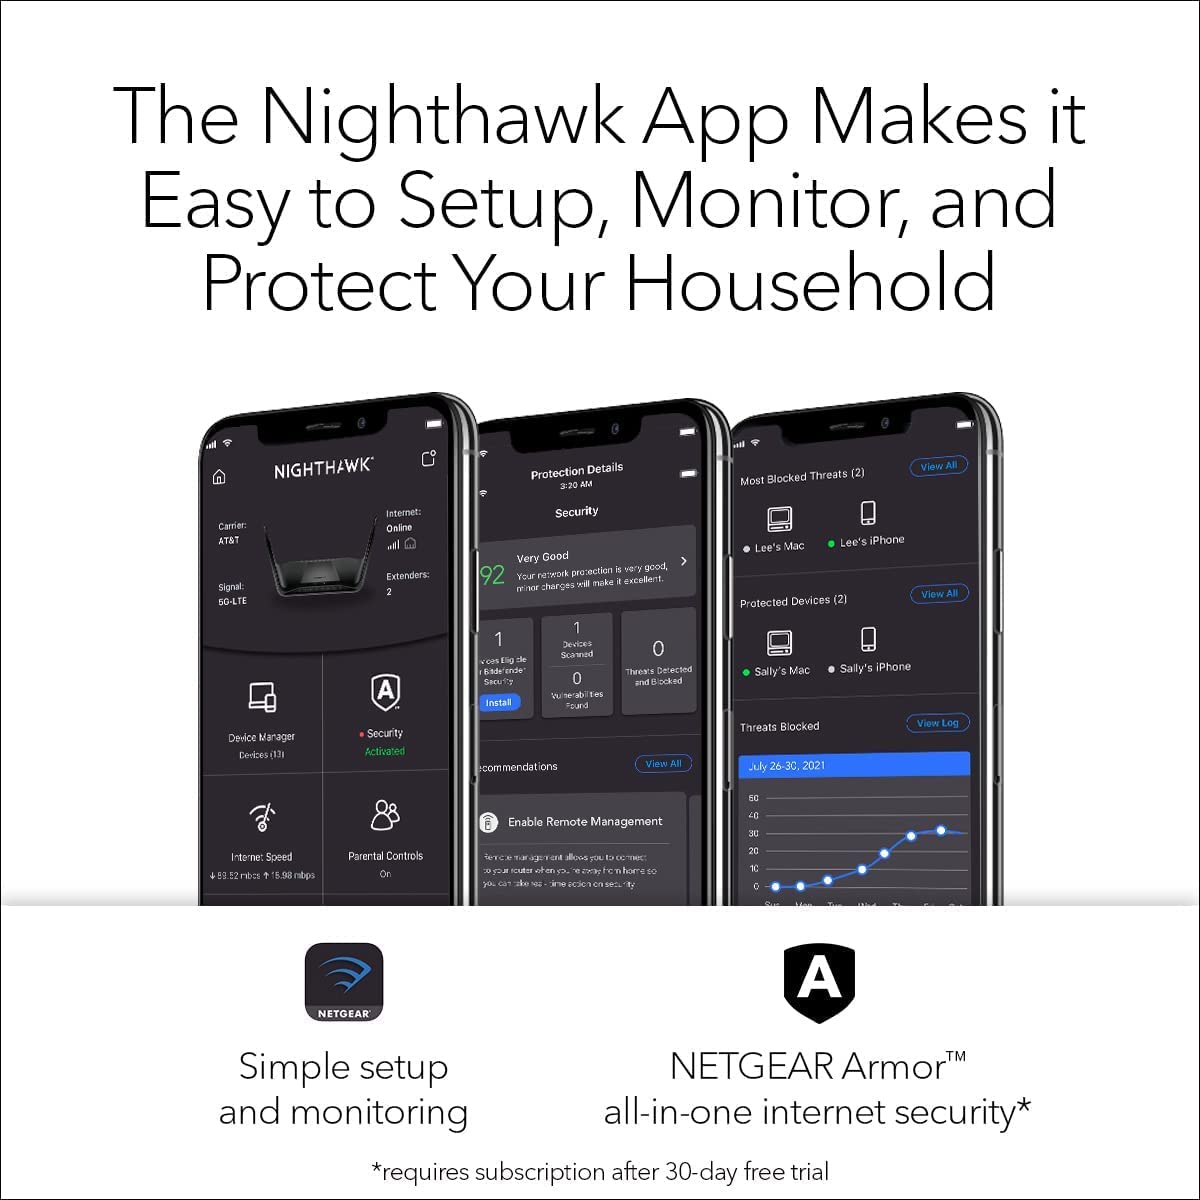 The Nighthawk App Makes it
Easy to Setup, Monitor, and
Protect Your Household
NIGHTHAWK
Carrier:
AT&T
Internet:
Online
Signal:
5G-LTE
Extenders:
2
Device Manager
Devices (13)
Security
Activated
Internet Speed
89.52 mbps 15.98 mbps
Parental Controls
On
Protection Details
3:20 AM
Security
92
Very Good
Your network protection is very good,
minor changes will make it excellent.
1
Security
Install
1
Devices
Scanned
0
Vulnerabilities
Found
0
Threats Detected
and Blocked
View All
Enable Remote Management
Remote management allows you to connect
to your router when you're away from home so
you can take real-time action on security
Most Blocked Threats (2)
View All
Lee's Mac
Lee's iPhone
Protected Devices (2)
View All
Sally's Mac
Sally's iPhone
Threats Blocked
View Log
July 26-30, 2021
50
40
30
20
10
0
NETGEAR
Simple setup
and monitoring
A
NETGEAR Armor™
all-in-one internet security*
*requires subscription after 30-day free trial